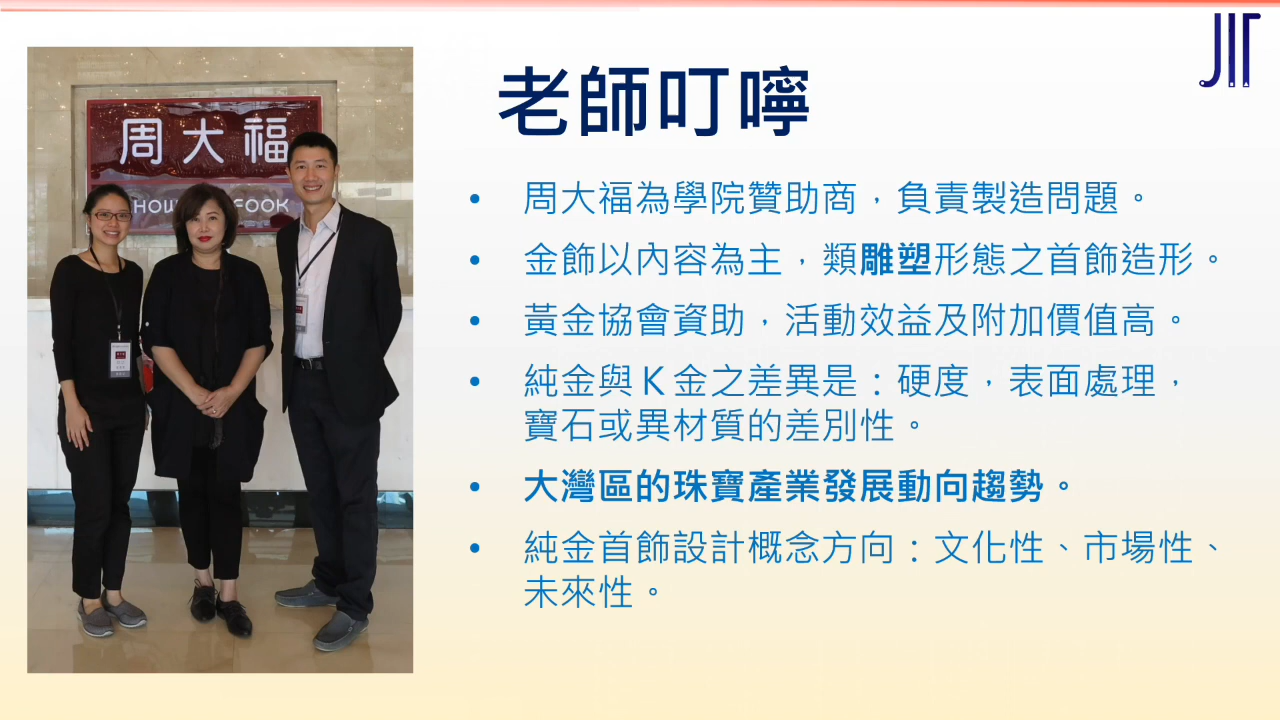 周大福
HOW
FOOK
JIT
老師叮嚀
• 周大福為學院贊助商，負責製造問題。
• 金飾以內容為主，類雕塑形態之首飾造形。
• 黃金協會資助，活動效益及附加價值高。
• 純金與K金之差異是：硬度，表面處理，
寶石或異材質的差別性。
• 大灣區的珠寶產業發展動向趨勢。
• 純金首飾設計概念方向：文化性、市場性、
未來性。